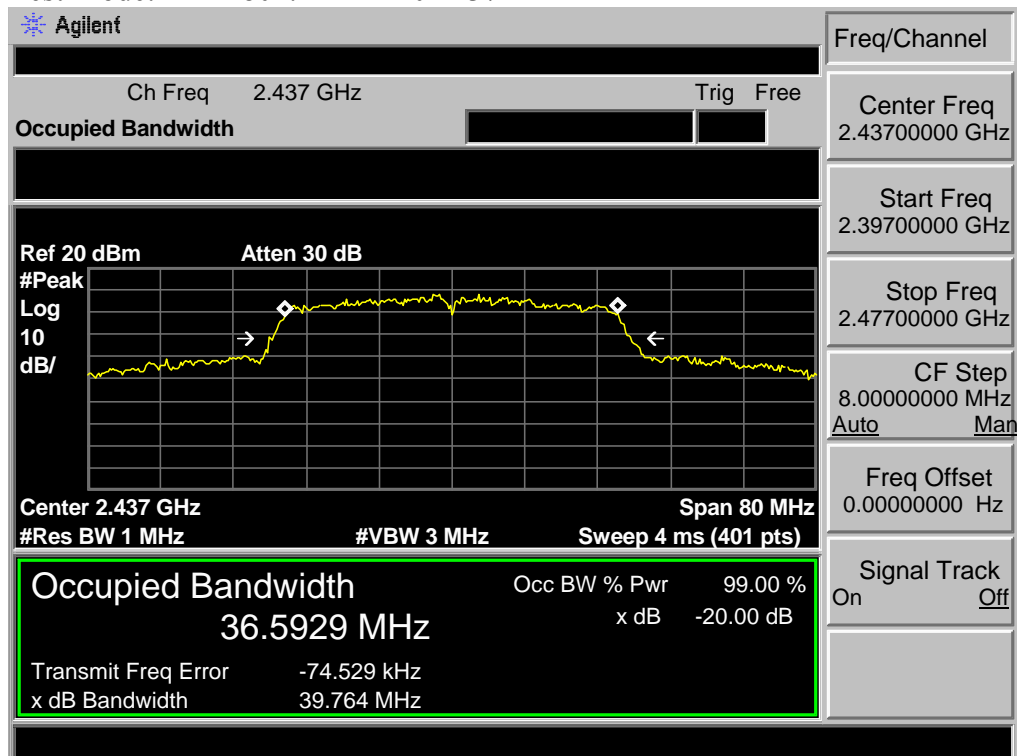 Agilent
Freq/Channel
Ch Freq 2.437 GHz Trig Free
Occupied Bandwidth
Center Freq
2.43700000 GHz
Start Freq
2.39700000 GHz
Stop Freq
2.47700000 GHz
CF Step
8.00000000 MHz
Auto Man
Freq Offset
0.00000000 Hz
Signal Track
On Off
Ref 20 dBm Atten 30 dB
#Peak
Log
10
dB/
Center 2.437 GHz Span 80 MHz
#Res BW 1 MHz #VBW 3 MHz Sweep 4 ms (401 pts)
Occupied Bandwidth Occ BW % Pwr 99.00 %
36.5929 MHz x dB -20.00 dB
Transmit Freq Error -74.529 kHz
x dB Bandwidth 39.764 MHz